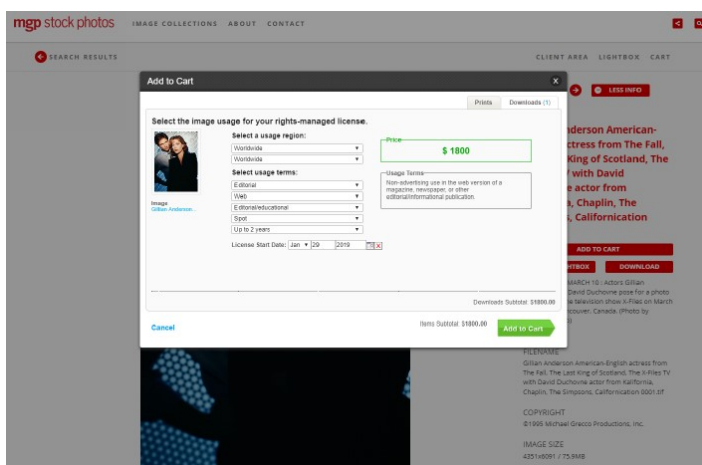 mgp stock photos
IMAGE COLLECTIONS ABOUT CONTACT
SEARCH RESULTS
CLIENT AREA LIGHTBOX CART
Add to Cart
X
Prints Downloads (1)
Select the image usage for your rights-managed license.
Image
Gillian Anderson...
Select a usage region:
Worldwide
Worldwide
Select usage terms:
Editorial
Web
Editorial/educational
Spot
Up to 2 years
License Start Date: Jan 29 2019
Price
$ 1800
Usage Terms
Non-advertising use in the web version of a
magazine, newspaper, or other
editorial/informational publication.
Downloads Subtotal: $1800.00
Cancel
Items Subtotal: $1800.00
Add to Cart
LESS INFO
nderson American-
ctress from The Fall,
King of Scotland, The
with David
e actor from
, Chaplin, The
, Californication
ADD TO CART
HTBOX DOWNLOAD
MARCH 10 : Actors Gillian
David Duchovne pose for a photo
television show X-Files on March
ncouver, Canada. (Photo by
FILENAME
Gillian Anderson American-English actress from
The Fall, The Last King of Scotland, The X-Files TV
with David Duchovne actor from Kalifornia,
Chaplin, The Simpsons, Californication 0001.tif
COPYRIGHT
©1995 Michael Grecco Productions, Inc.
IMAGE SIZE
4351x6091 / 75.9MB